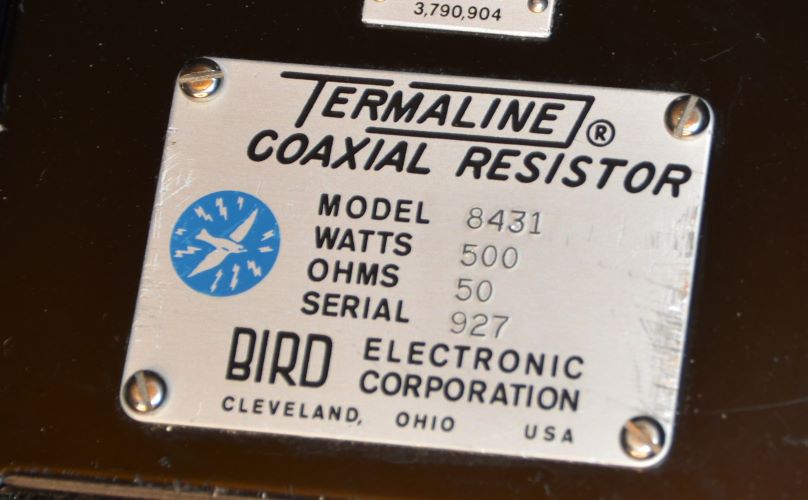 3,790,904
TERMALINE®
COAXIAL RESISTOR
MODEL 8431
WATTS 500
OHMS 50
SERIAL 927
BIRD ELECTRONIC
CORPORATION
CLEVELAND, OHIO USA